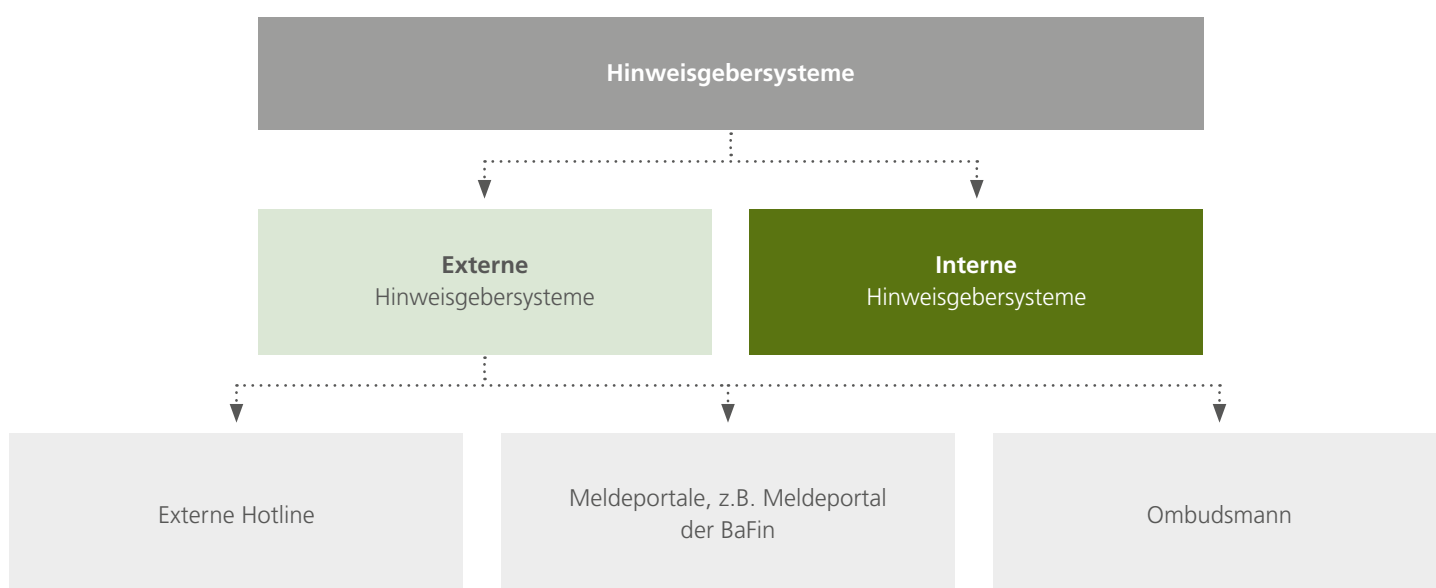 Hinweisgebersysteme
Externe
Hinweisgebersysteme
Interne
Hinweisgebersysteme
Externe Hotline
Meldeportale, z.B. Meldeportal
der BaFin
Ombudsmann